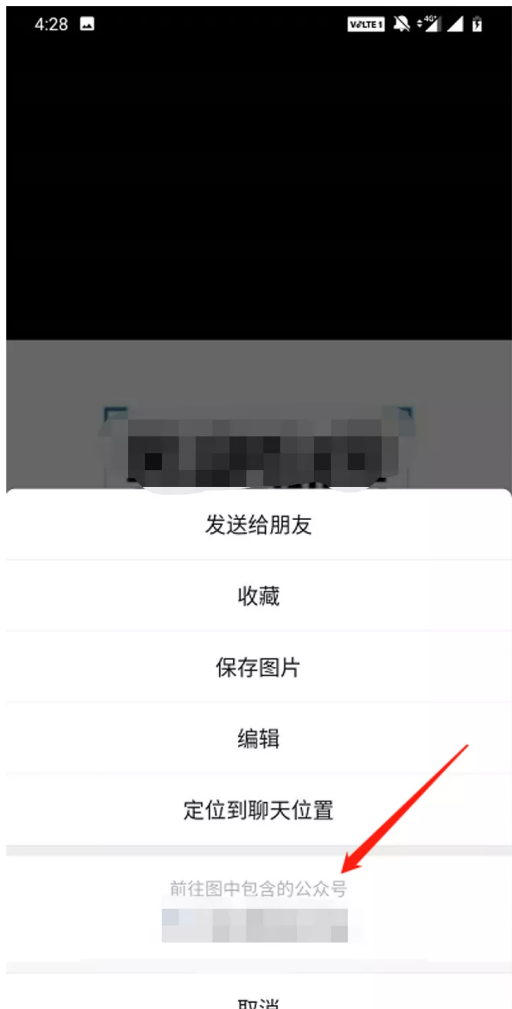 4:28
VoLTE 1
4G+
发送给朋友
收藏
保存图片
编辑
定位到聊天位置
前往图中包含的公众号
取消